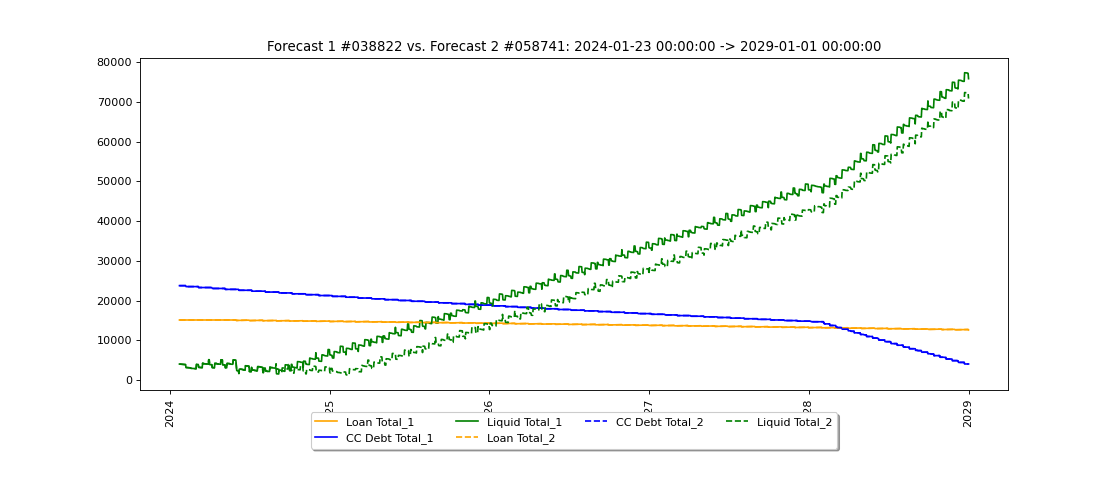 Forecast 1 #038822 vs. Forecast 2 #058741: 2024-01-23 00:00:00 -> 2029-01-01 00:00:00
80000
70000
60000
50000
40000
30000
20000
10000
0
2024
25
26
27
28
2029
Loan Total_1
Liquid Total_1
CC Debt Total_2
Liquid Total_2
CC Debt Total_1
Loan Total_2